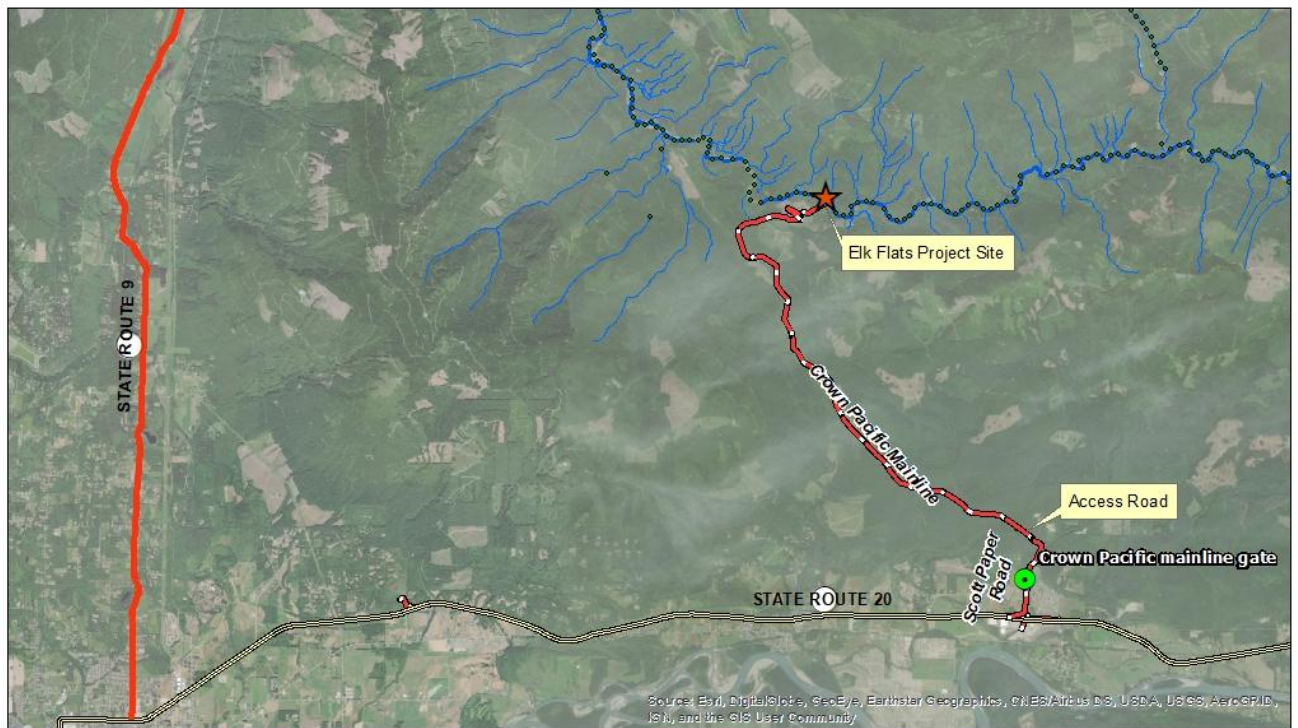 STATE ROUTE 9
Elk Flats Project Site
Crown Pacific Mainline
Access Road
Scott Paper
Road
Crown Pacific mainline gate
STATE ROUTE 20
Source: Esri, DigitalGlobe, GeoEye, Earthstar Geographics, CNES/Airbus DS, USDA, USGS, AeroGRID,
IGN, and the GIS User Community